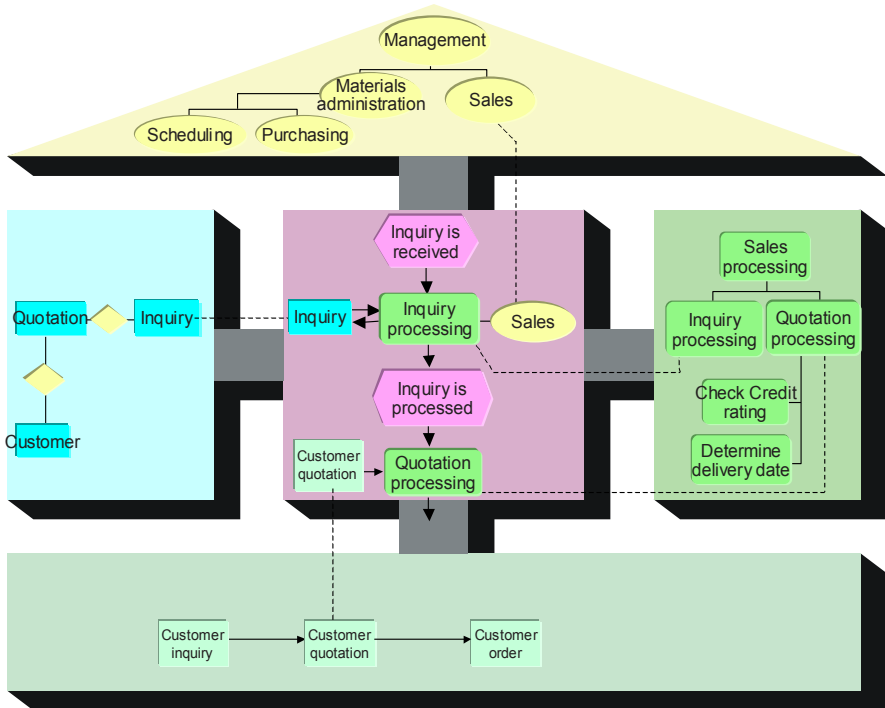 Management
Materials
administration
Sales
Scheduling
Purchasing
Quotation
Inquiry
Customer
Inquiry is
received
Inquiry
Inquiry
processing
Sales
Inquiry is
processed
Customer
quotation
Quotation
processing
Sales
processing
Inquiry
processing
Quotation
processing
Check Credit
rating
Determine
delivery date
Customer
inquiry
Customer
quotation
Customer
order